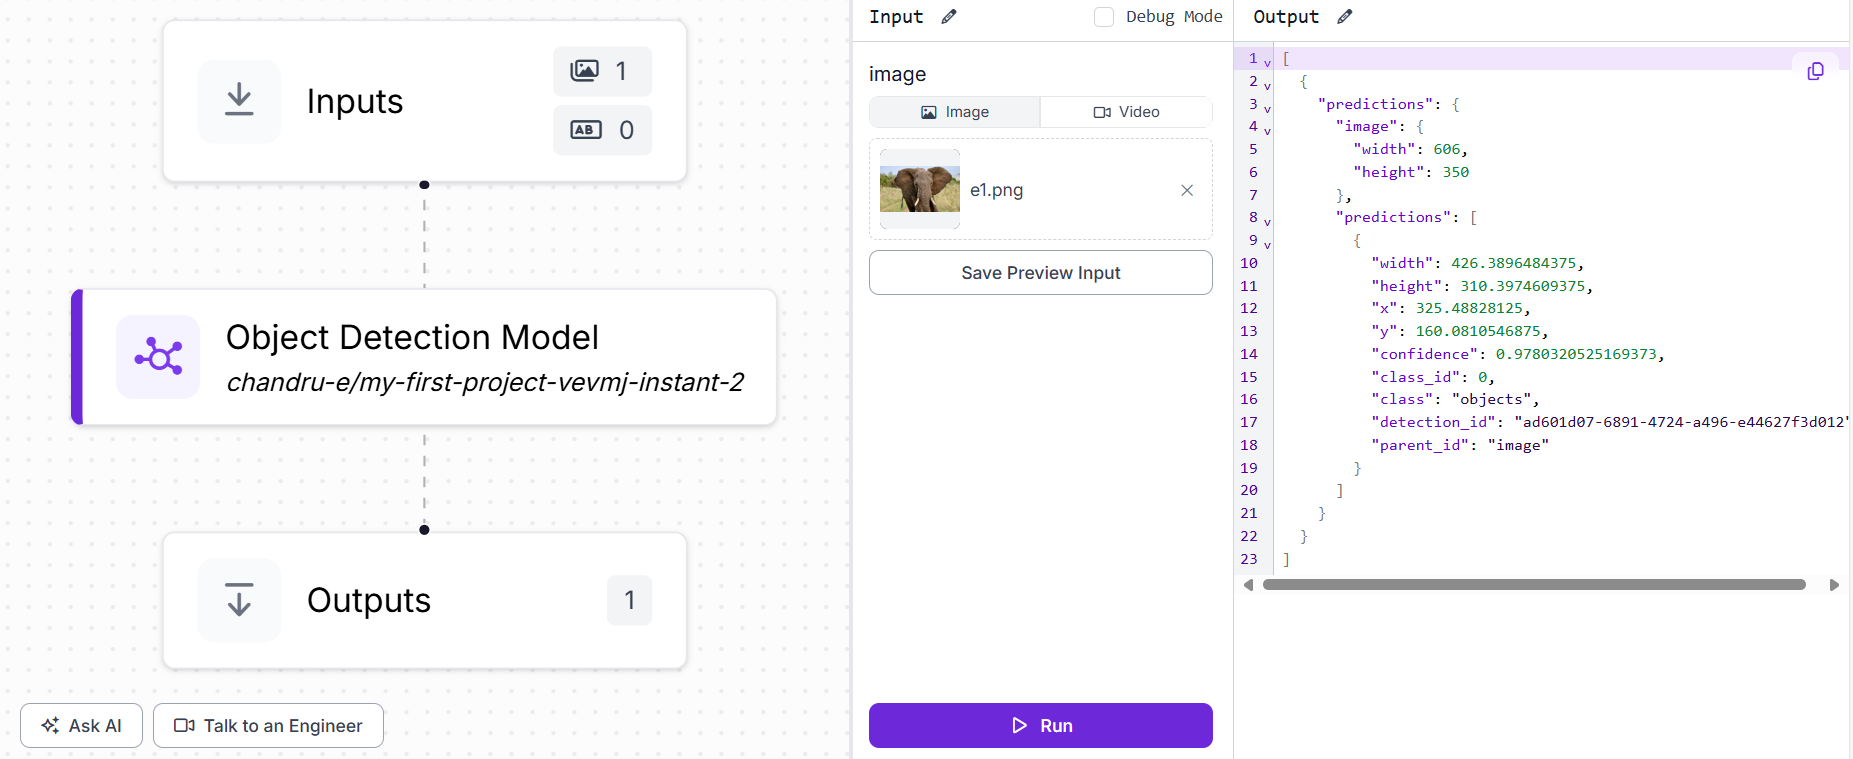 Inputs
1
AB 0
Object Detection Model
chandru-e/my-first-project-vevmj-instant-2
Outputs
1
Ask AI
Talk to an Engineer
Input
Debug Mode
image
Image
Video
e1.png
Save Preview Input
Run
Output
1 [
2 {
3 "predictions": {
4 "image": {
5 "width": 606,
6 "height": 350
7 },
8 "predictions": [
9 {
10 "width": 426.3896484375,
11 "height": 310.3974609375,
12 "x": 325.48828125,
13 "y": 160.0810546875,
14 "confidence": 0.9780320525169373,
15 "class_id": 0,
16 "class": "objects",
17 "detection_id": "ad601d07-6891-4724-a496-e44627f3d012"
18 "parent_id": "image"
19 }
20 ]
21 }
22 }
23 ]